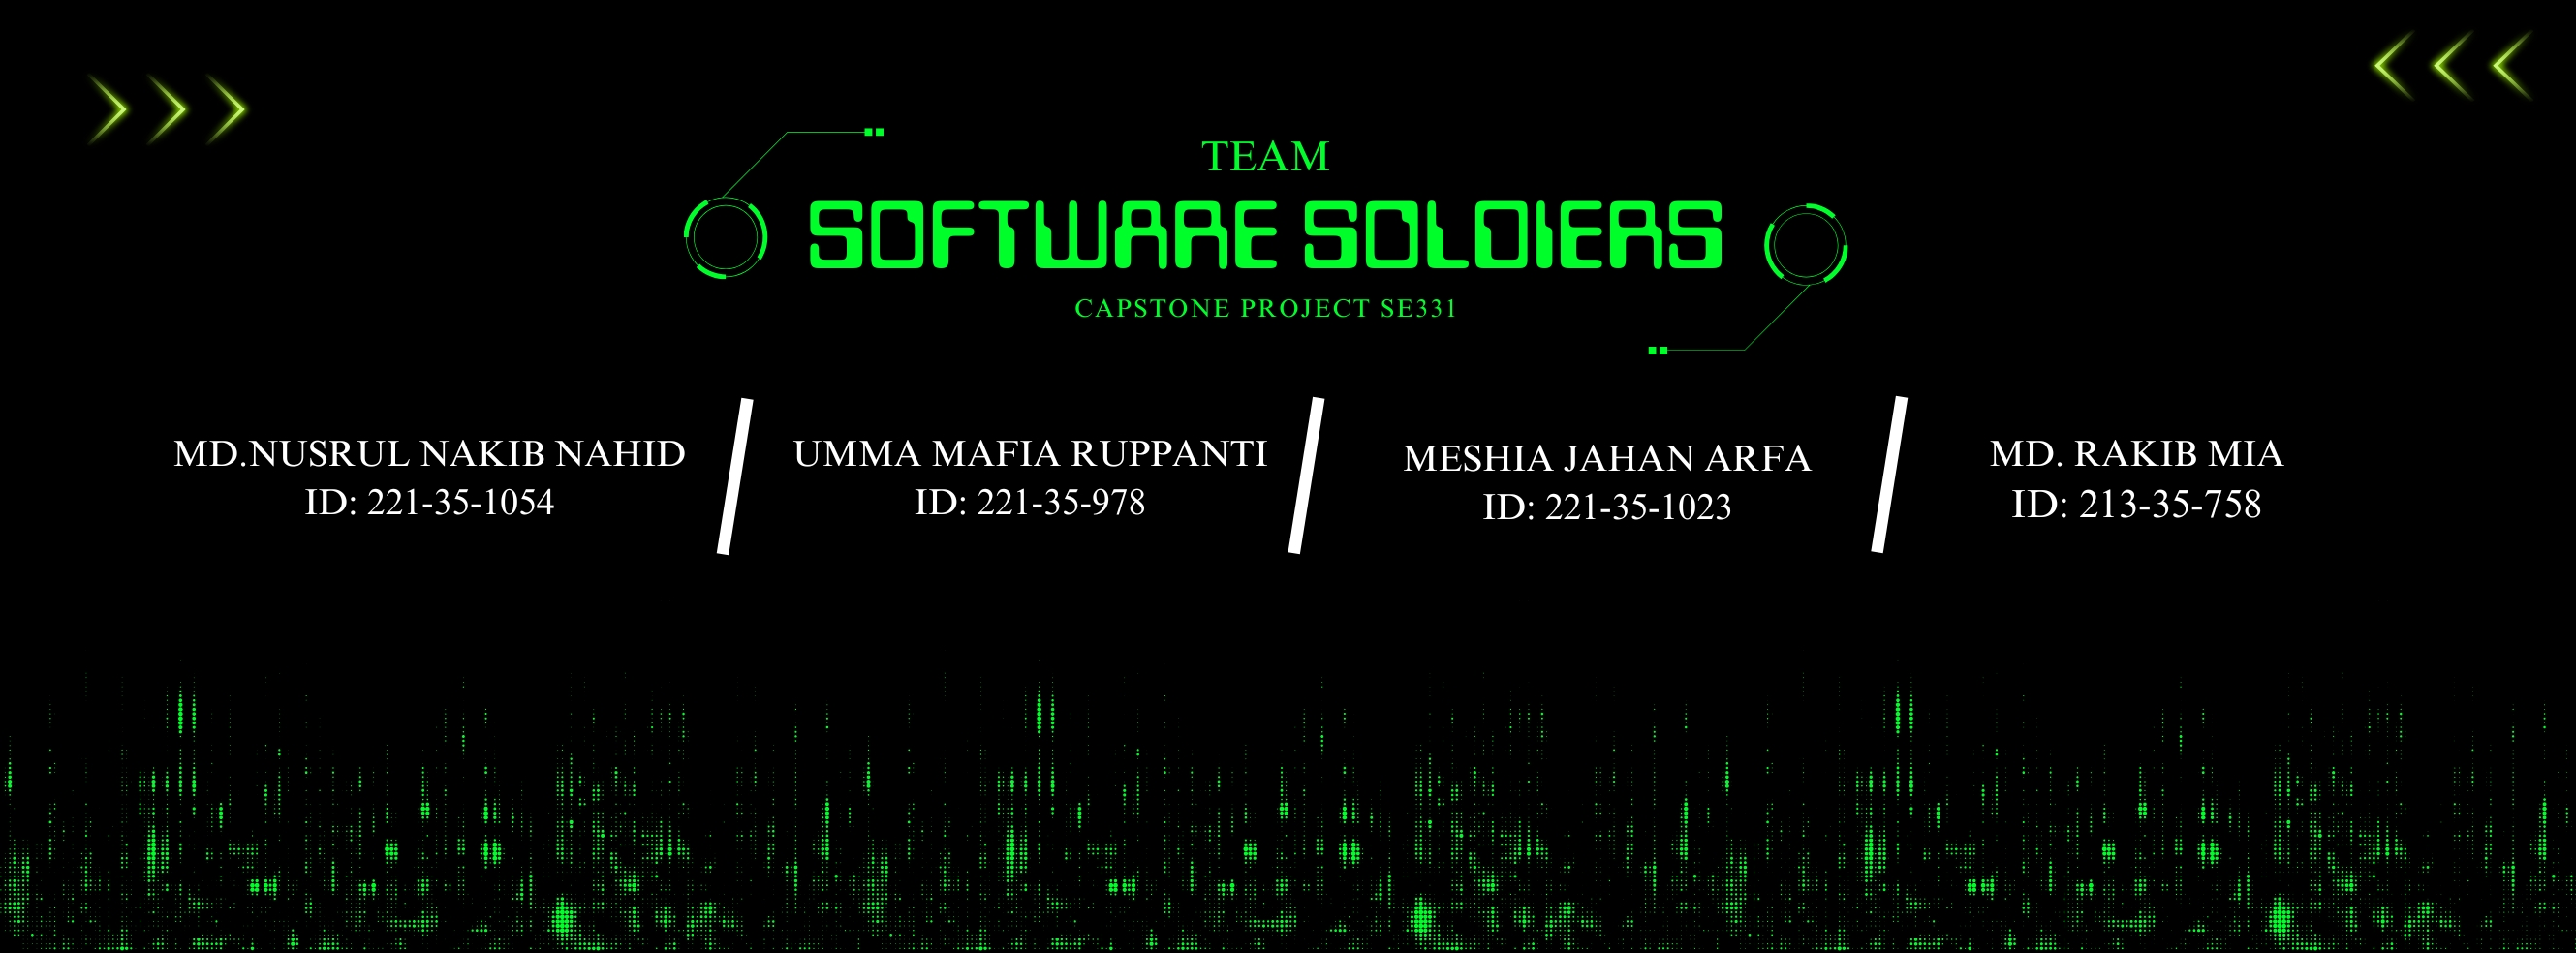 TEAM
SOFTWARE SOLDIERS
CAPSTONE PROJECT SE331
MD.NUSRUL NAKIB NAHID
ID: 221-35-1054
UMMA MAFIA RUPPANTI
ID: 221-35-978
MESHIA JAHAN ARFA
ID: 221-35-1023
MD. RAKIB MIA
ID: 213-35-758